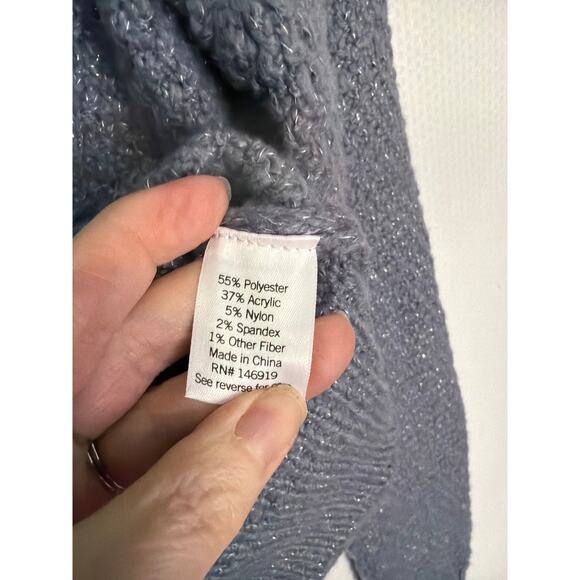 55% Polyester
37% Acrylic
5% Nylon
2% Spandex
1% Other Fiber
Made in China
RN# 146919
See reverse for